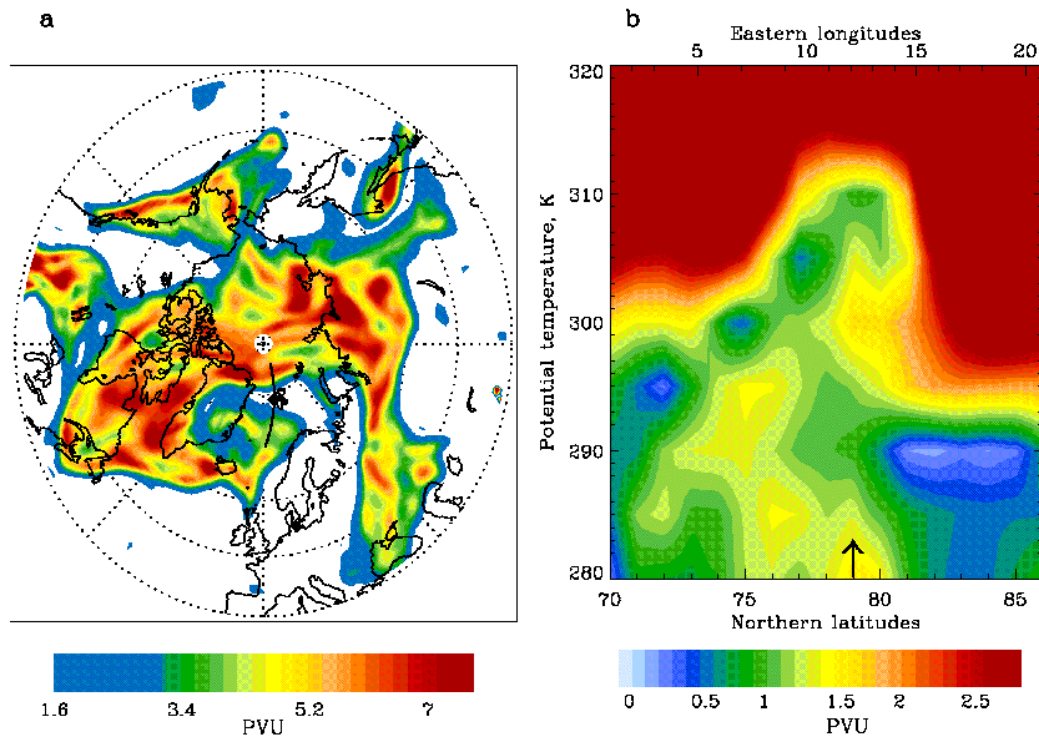 a
1.6 3.4 5.2 7
PVU
b
Eastern longitudes
5 10 15 20
320
310
300
290
280
Potential temperature, K
70 75 80 85
Northern latitudes
0 0.5 1 1.5 2 2.5
PVU